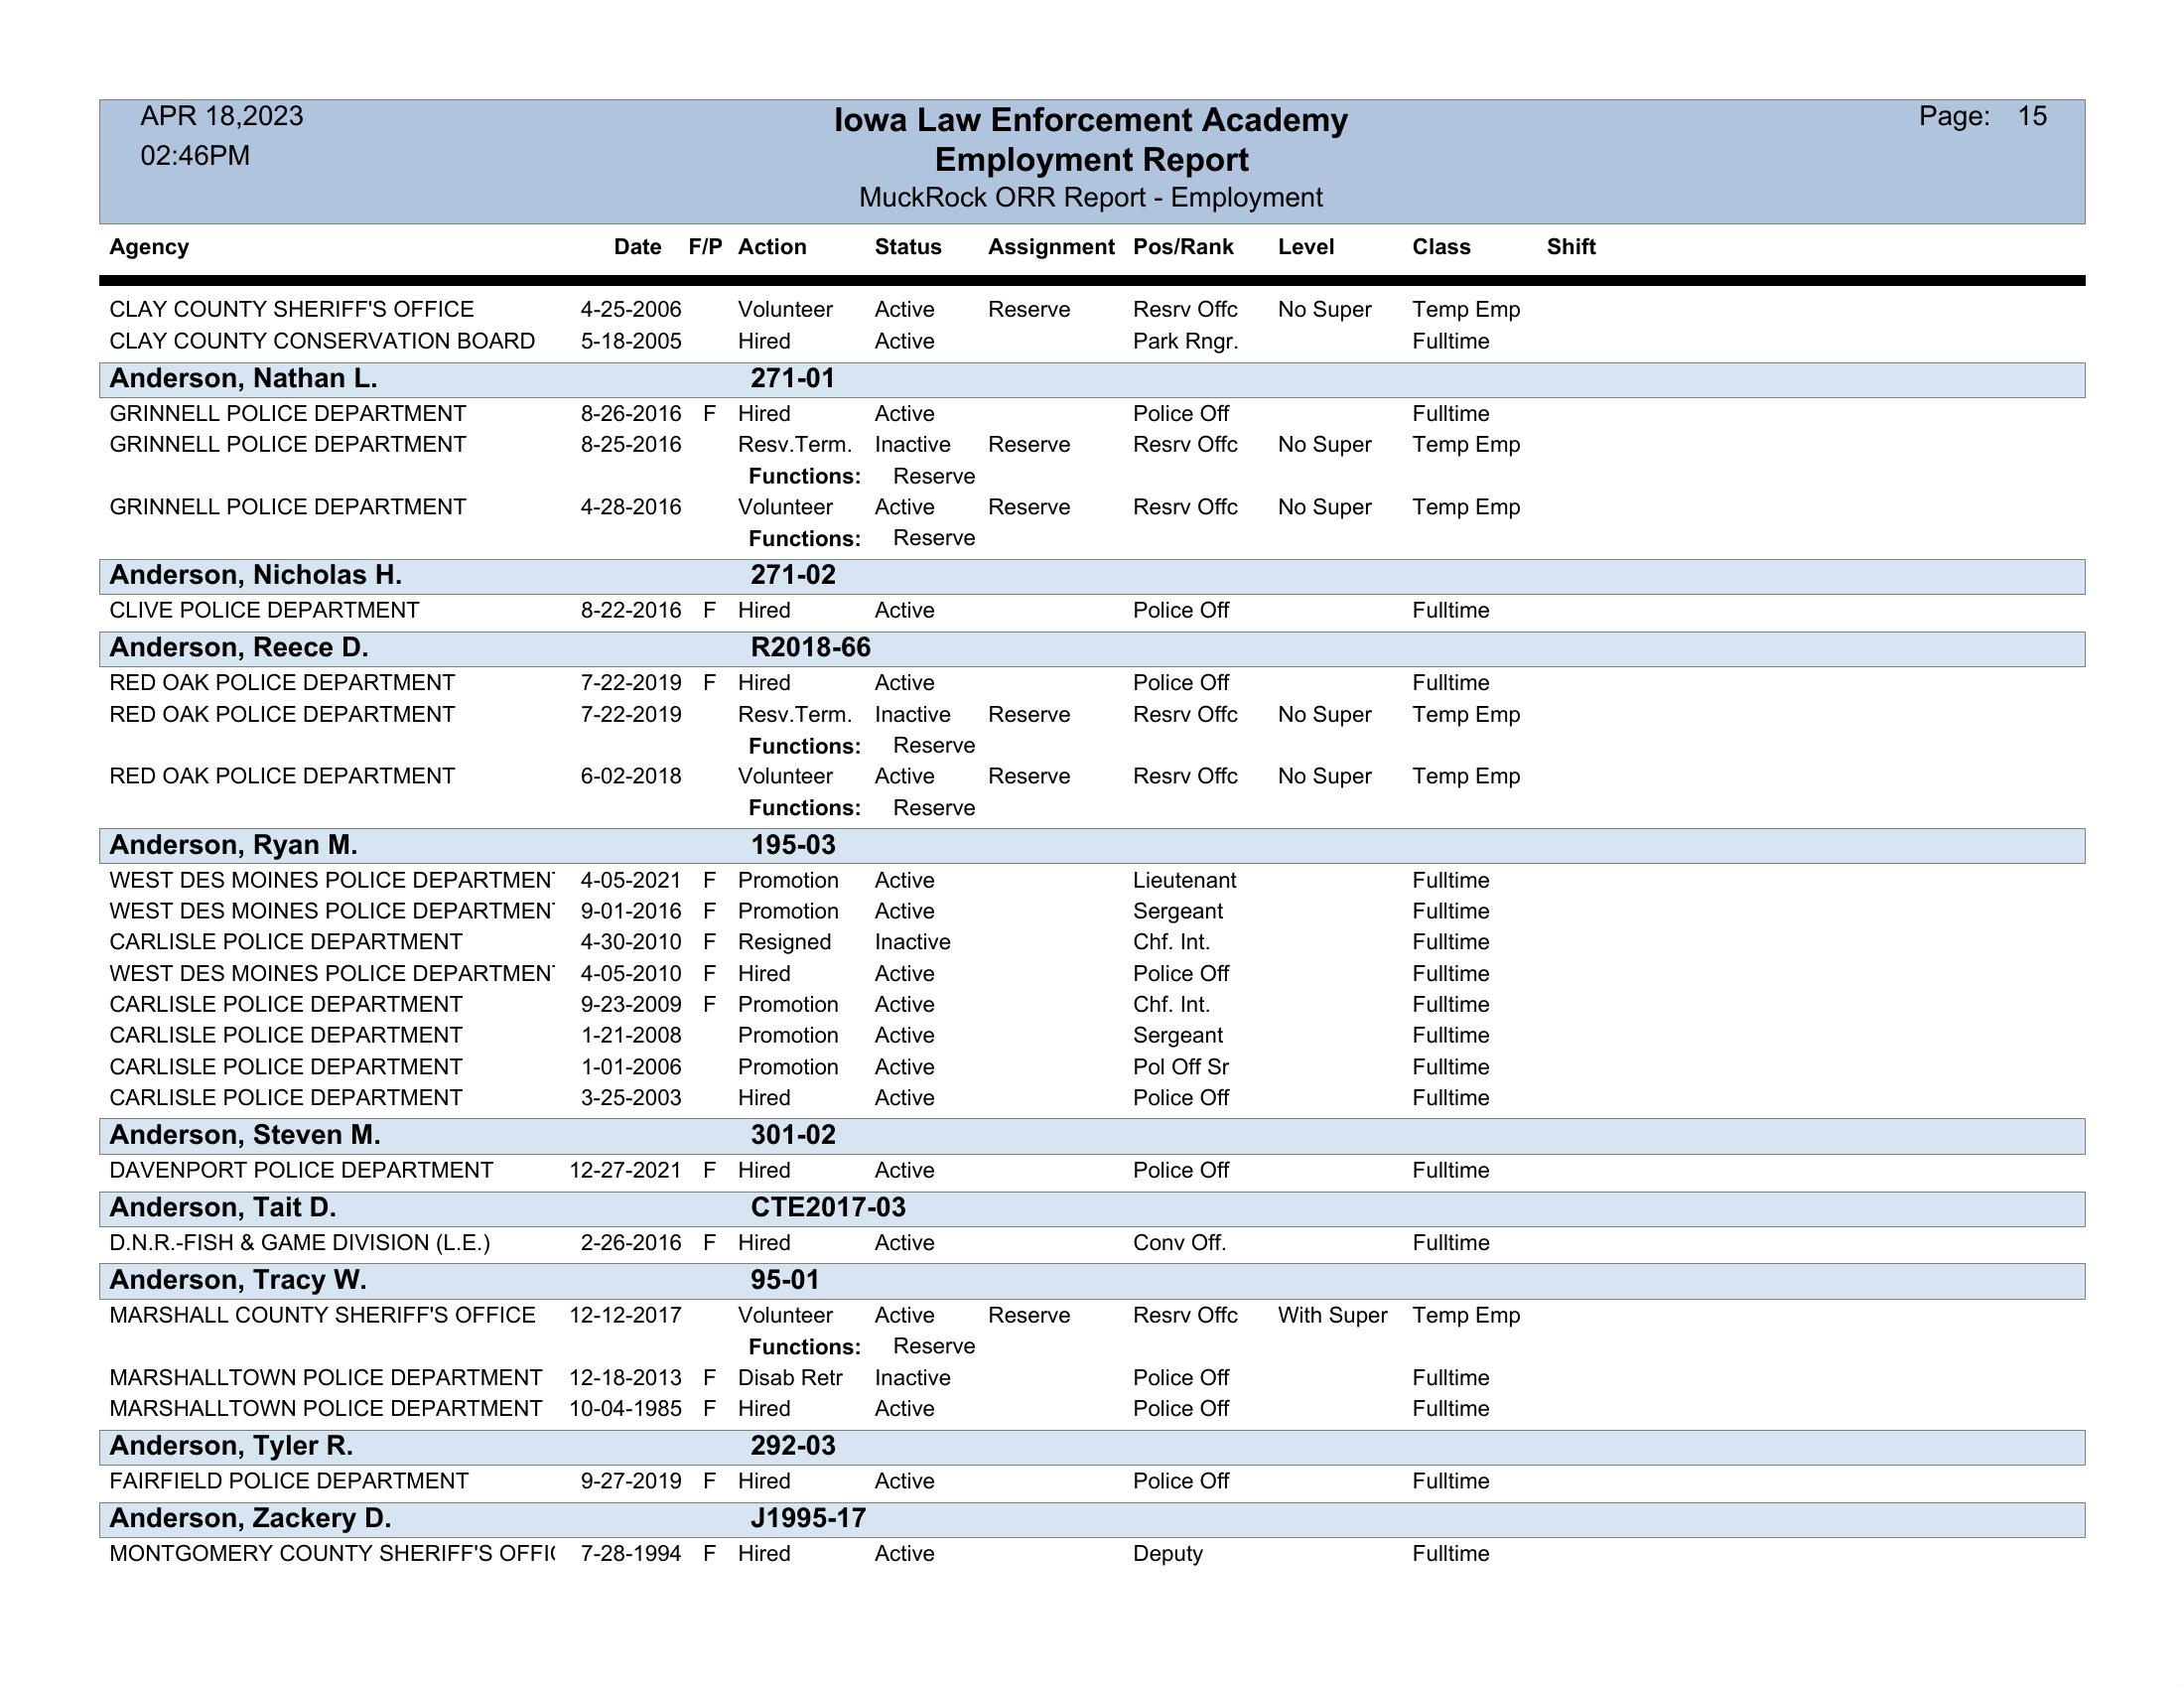 APR 18,2023
02:46PM
Iowa Law Enforcement Academy
Employment Report
MuckRock ORR Report - Employment
Page: 15
Agency Date F/P Action Status Assignment Pos/Rank Level Class Shift
CLAY COUNTY SHERIFF'S OFFICE 4-25-2006 Volunteer Active Reserve Resrv Offc No Super Temp Emp
CLAY COUNTY CONSERVATION BOARD 5-18-2005 Hired Active Park Rngr. Fulltime
Anderson, Nathan L. 271-01
GRINNELL POLICE DEPARTMENT 8-26-2016 F Hired Active Police Off Fulltime
GRINNELL POLICE DEPARTMENT 8-25-2016 Resv.Term. Inactive Reserve Resrv Offc No Super Temp Emp
Functions: Reserve
GRINNELL POLICE DEPARTMENT 4-28-2016 Volunteer Active Reserve Resrv Offc No Super Temp Emp
Functions: Reserve
Anderson, Nicholas H. 271-02
CLIVE POLICE DEPARTMENT 8-22-2016 F Hired Active Police Off Fulltime
Anderson, Reece D. R2018-66
RED OAK POLICE DEPARTMENT 7-22-2019 F Hired Active Police Off Fulltime
RED OAK POLICE DEPARTMENT 7-22-2019 Resv.Term. Inactive Reserve Resrv Offc No Super Temp Emp
Functions: Reserve
RED OAK POLICE DEPARTMENT 6-02-2018 Volunteer Active Reserve Resrv Offc No Super Temp Emp
Functions: Reserve
Anderson, Ryan M. 195-03
WEST DES MOINES POLICE DEPARTMENT 4-05-2021 F Promotion Active Lieutenant Fulltime
WEST DES MOINES POLICE DEPARTMENT 9-01-2016 F Promotion Active Sergeant Fulltime
CARLISLE POLICE DEPARTMENT 4-30-2010 F Resigned Inactive Chf. Int. Fulltime
WEST DES MOINES POLICE DEPARTMENT 4-05-2010 F Hired Active Police Off Fulltime
CARLISLE POLICE DEPARTMENT 9-23-2009 F Promotion Active Chf. Int. Fulltime
CARLISLE POLICE DEPARTMENT 1-21-2008 Promotion Active Sergeant Fulltime
CARLISLE POLICE DEPARTMENT 1-01-2006 Promotion Active Pol Off Sr Fulltime
CARLISLE POLICE DEPARTMENT 3-25-2003 Hired Active Police Off Fulltime
Anderson, Steven M. 301-02
DAVENPORT POLICE DEPARTMENT 12-27-2021 F Hired Active Police Off Fulltime
Anderson, Tait D. CTE2017-03
D.N.R.-FISH & GAME DIVISION (L.E.) 2-26-2016 F Hired Active Conv Off. Fulltime
Anderson, Tracy W. 95-01
MARSHALL COUNTY SHERIFF'S OFFICE 12-12-2017 Volunteer Active Reserve Resrv Offc With Super Temp Emp
Functions: Reserve
MARSHALLTOWN POLICE DEPARTMENT 12-18-2013 F Disab Retr Inactive Police Off Fulltime
MARSHALLTOWN POLICE DEPARTMENT 10-04-1985 F Hired Active Police Off Fulltime
Anderson, Tyler R. 292-03
FAIRFIELD POLICE DEPARTMENT 9-27-2019 F Hired Active Police Off Fulltime
Anderson, Zackery D. J1995-17
MONTGOMERY COUNTY SHERIFF'S OFFIC 7-28-1994 F Hired Active Deputy Fulltime